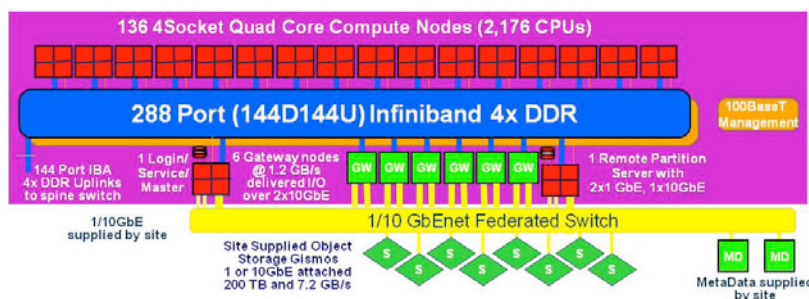 136 4Socket Quad Core Compute Nodes (2,176 CPUs)
288 Port (144D144U) Infiniband 4x DDR
100BaseT
Management
144 Port IBA
4x DDR Uplinks
to spine switch
1 Login/
Service/
Master
6 Gateway nodes
@ 1.2 GB/s
delivered I/O
over 2x10GbE
GW
GW
GW
GW
GW
GW
1 Remote Partition
Server with
2x1 GbE, 1x10GbE
1/10GbE
supplied by site
1/10 GbEnet Federated Switch
Site Supplied Object
Storage Gismos
1 or 10GbE attached
200 TB and 7.2 GB/s
S
S
S
S
S
S
S
S
MD
MD
MetaData supplied
by site